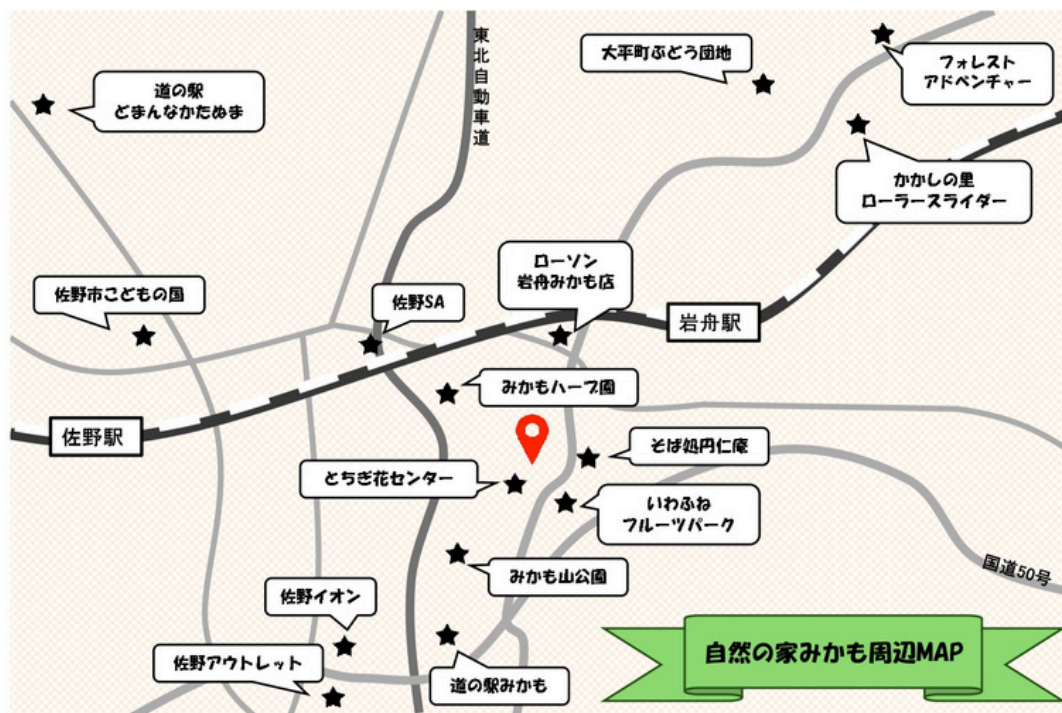 東北自動車道
大平町ぶどう団地
フォレスト
アドベンチャー
道の駅
どまんなかたぬま
かかしの里
ローラースライダー
ローソン
岩舟みかも店
佐野市こどもの国
佐野SA
岩舟駅
みかもハーブ園
佐野駅
そば処円仁庵
とちぎ花センター
いわふね
フルーツパーク
みかも山公園
国道50号
佐野イオン
自然の家みかも周辺MAP
佐野アウトレット
道の駅みかも